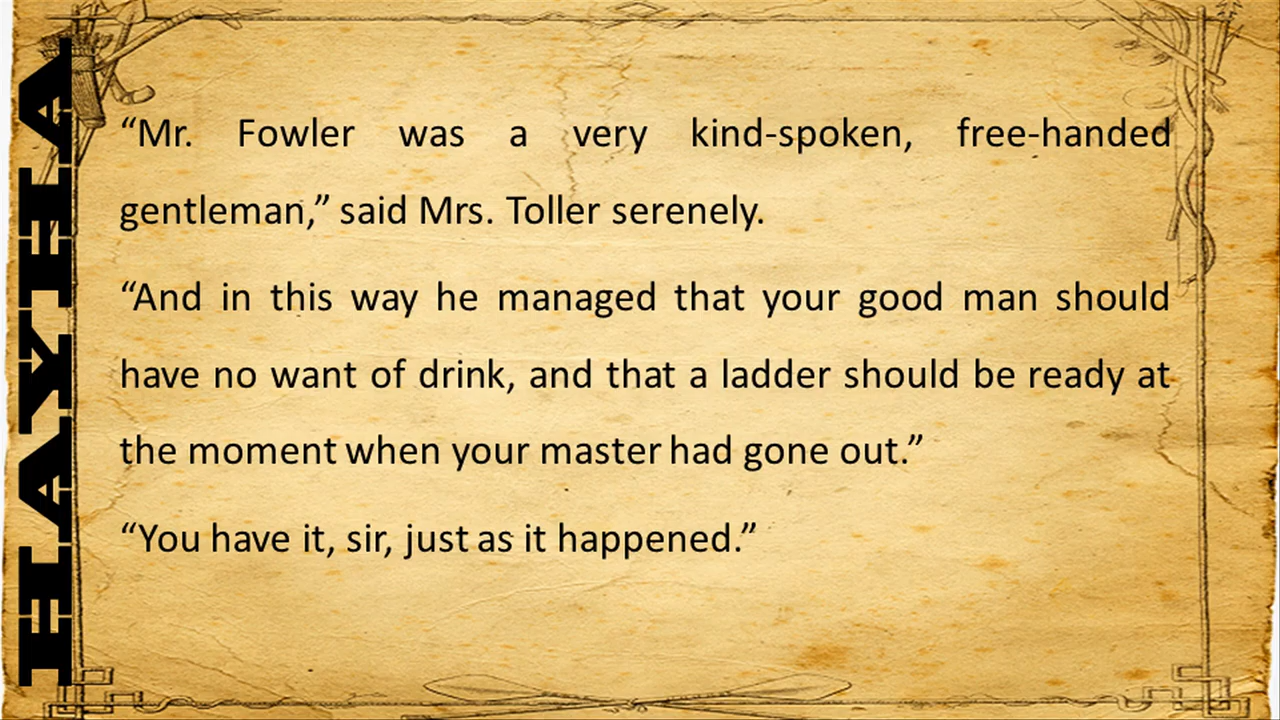 HAYHA
“Mr. Fowler was a very kind-spoken, free-handed
gentleman,” said Mrs. Toller serenely.
“And in this way he managed that your good man should
have no want of drink, and that a ladder should be ready at
the moment when your master had gone out.”
“You have it, sir, just as it happened.”